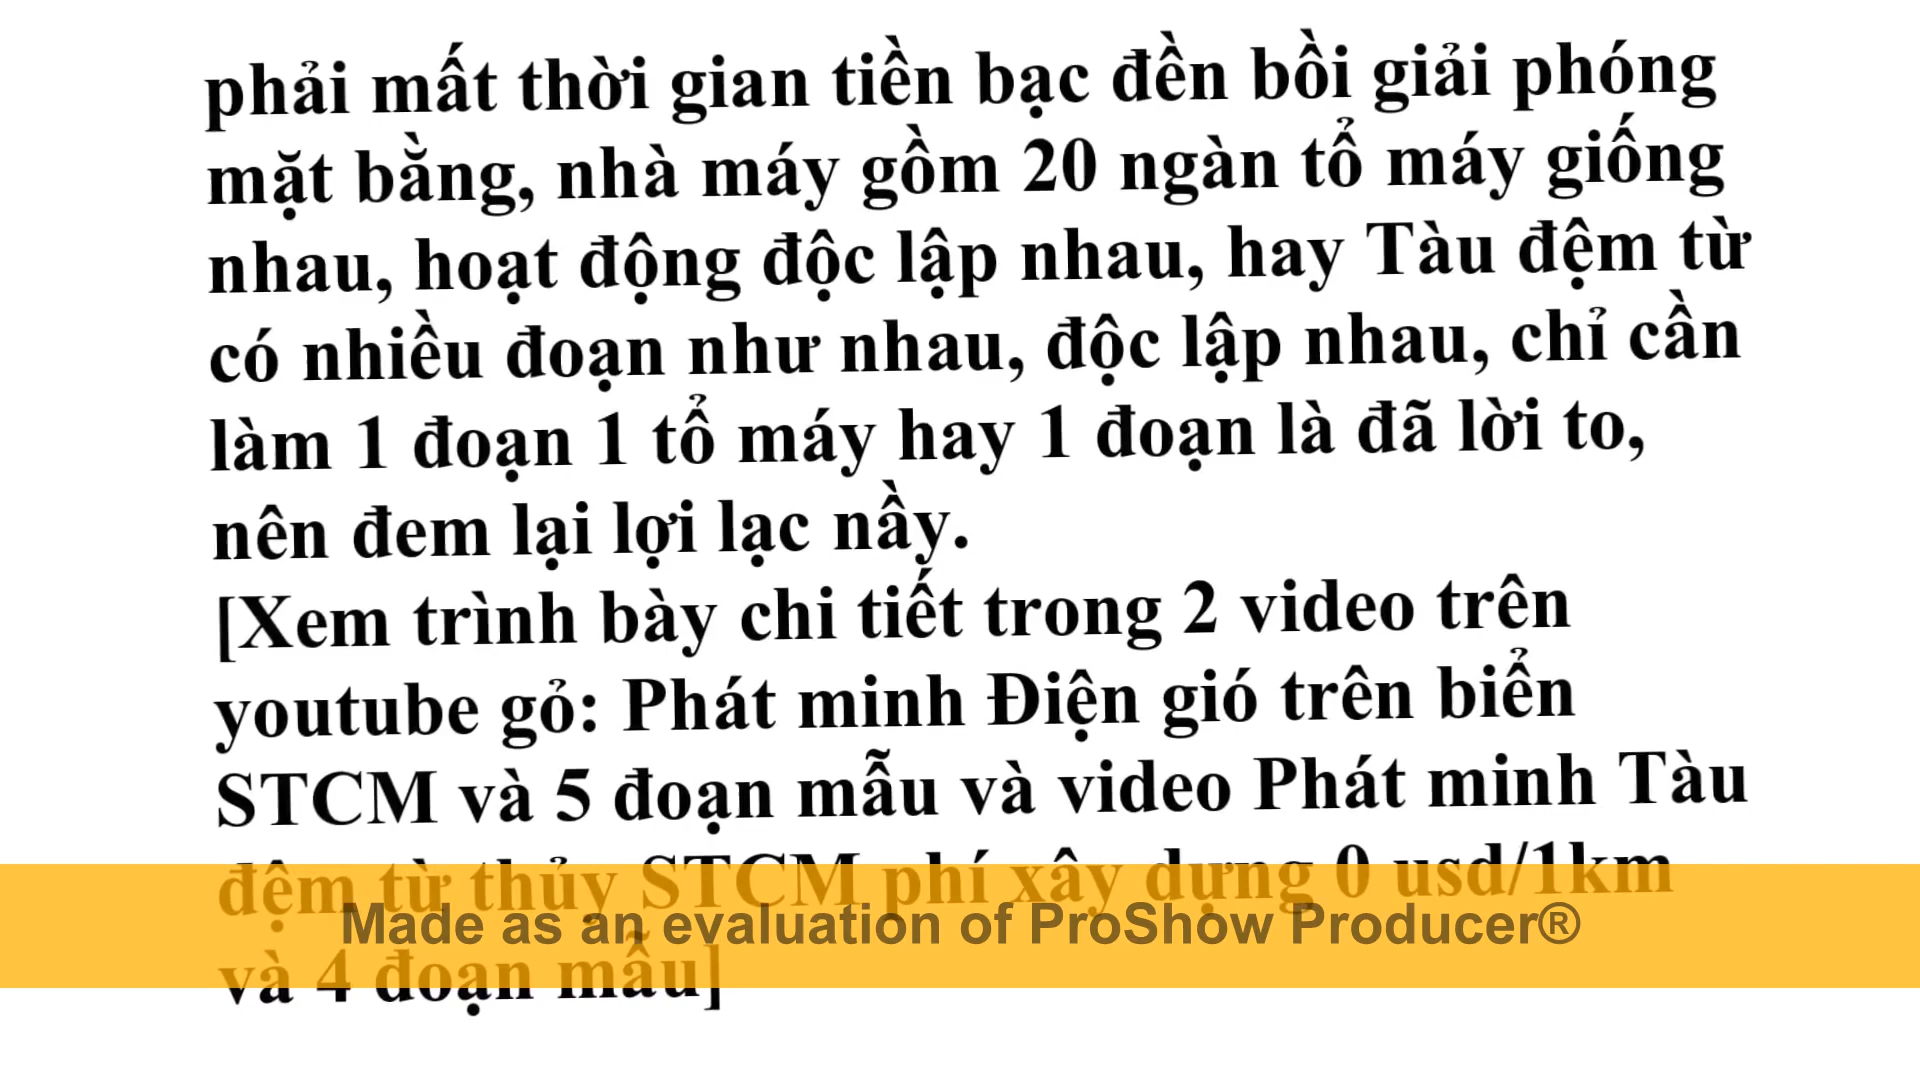 phải mất thời gian tiền bạc đền bồi giải phóng
mặt bằng, nhà máy gồm 20 ngàn tổ máy giống
nhau, hoạt động độc lập nhau, hay Tàu đệm từ
có nhiều đoạn như nhau, độc lập nhau, chỉ cần
làm 1 đoạn 1 tổ máy hay 1 đoạn là đã lời to,
nên đem lại lợi lạc nầy.
[Xem trình bày chi tiết trong 2 video trên
youtube gỏ: Phát minh Điện gió trên biển
STCM và 5 đoạn mẫu và video Phát minh Tàu
đệm từ thủy STCM phí xây dựng 0 usd/1km
Made as an evaluation of ProShow Producer®
và 4 đoạn mẫu]